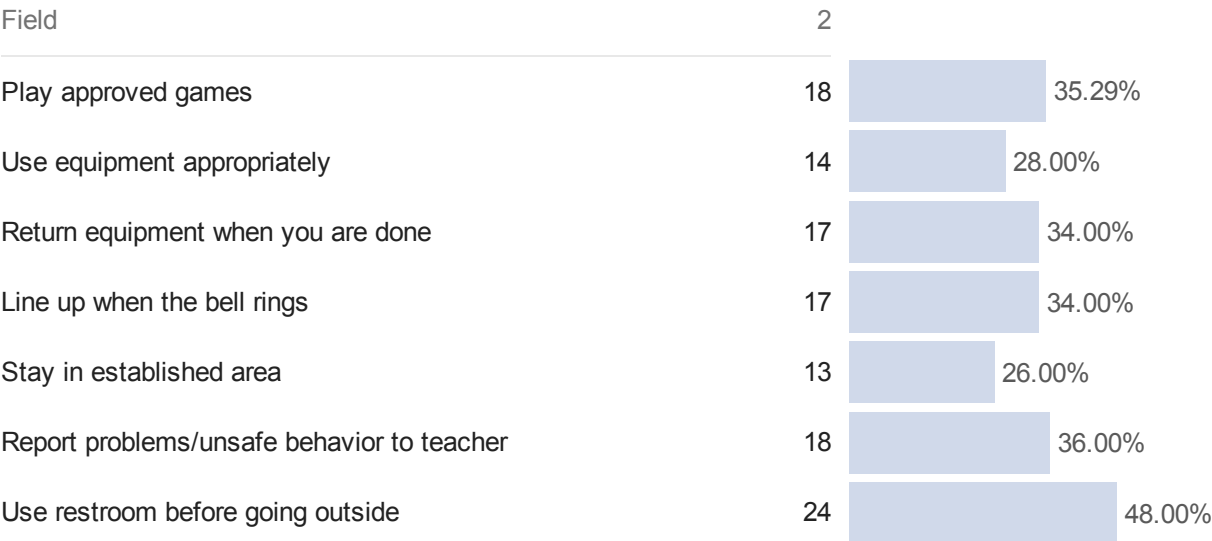 Field 2
Play approved games 18 35.29%
Use equipment appropriately 14 28.00%
Return equipment when you are done 17 34.00%
Line up when the bell rings 17 34.00%
Stay in established area 13 26.00%
Report problems/unsafe behavior to teacher 18 36.00%
Use restroom before going outside 24 48.00%